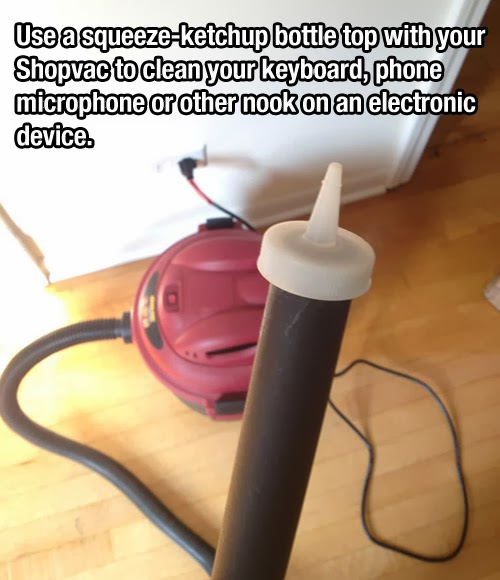 Use a squeeze-ketchup bottle top with your
Shopvac to clean your keyboard, phone
microphone or other nook on an electronic
device.